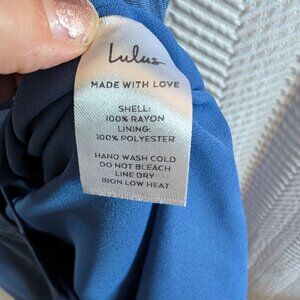 Lulus
MADE WITH LOVE
SHELL:
100% RAYON
LINING:
100% POLYESTER
HAND WASH COLD
DO NOT BLEACH
LINE DRY
IRON LOW HEAT